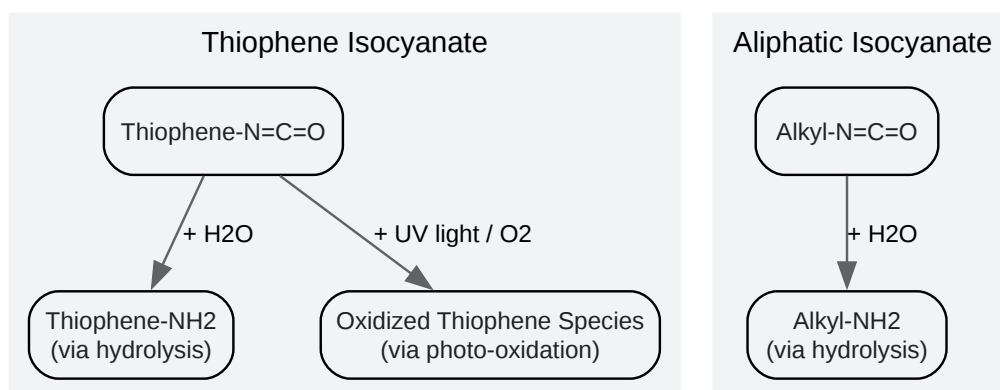 Thiophene Isocyanate
Thiophene-N=C=O
+ H2O
+ UV light / O2
Thiophene-NH2
(via hydrolysis)
Oxidized Thiophene Species
(via photo-oxidation)
Aliphatic Isocyanate
Alkyl-N=C=O
+ H2O
Alkyl-NH2
(via hydrolysis)